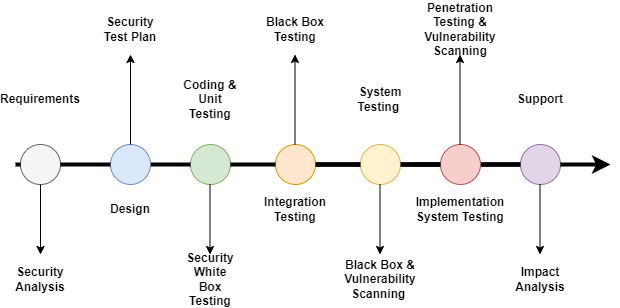 Security
Test Plan
Black Box
Testing
Penetration
Testing &
Vulnerability
Scanning
Requirements
Coding &
Unit
Testing
System
Testing
Support
Design
Integration
Testing
Implementation
System Testing
Security
Analysis
Security
White
Box
Testing
Black Box &
Vulnerability
Scanning
Impact
Analysis